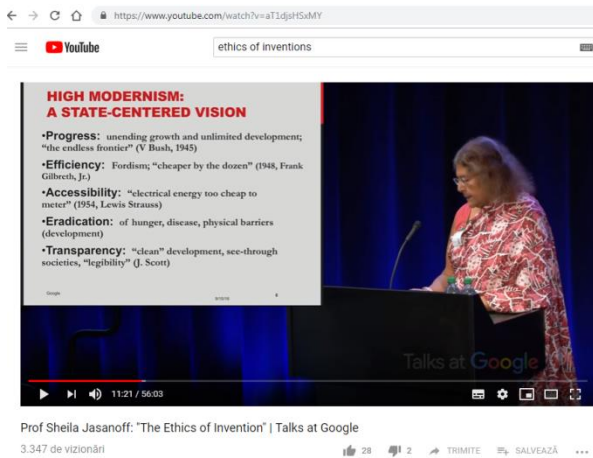 https://www.youtube.com/watch?v=aT1djsHSxMY
YouTube
ethics of inventions
HIGH MODERNISM:
A STATE-CENTERED VISION
•Progress: unending growth and unlimited development;
"the endless frontier" (V Bush, 1945)
•Efficiency: Fordism; "cheaper by the dozen" (1948, Frank
Gilbreth, Jr.)
•Accessibility: "electrical energy too cheap to
meter" (1954, Lewis Strauss)
•Eradication: of hunger, disease, physical barriers
(development)
•Transparency: "clean" development, see-through
societies, "legibility" (J. Scott)
Google
Talks at Google
11:21 / 56:03
Prof Sheila Jasanoff: "The Ethics of Invention" | Talks at Google
3.347 de vizionări
28
2
TRIMITE
SALVEAZĂ